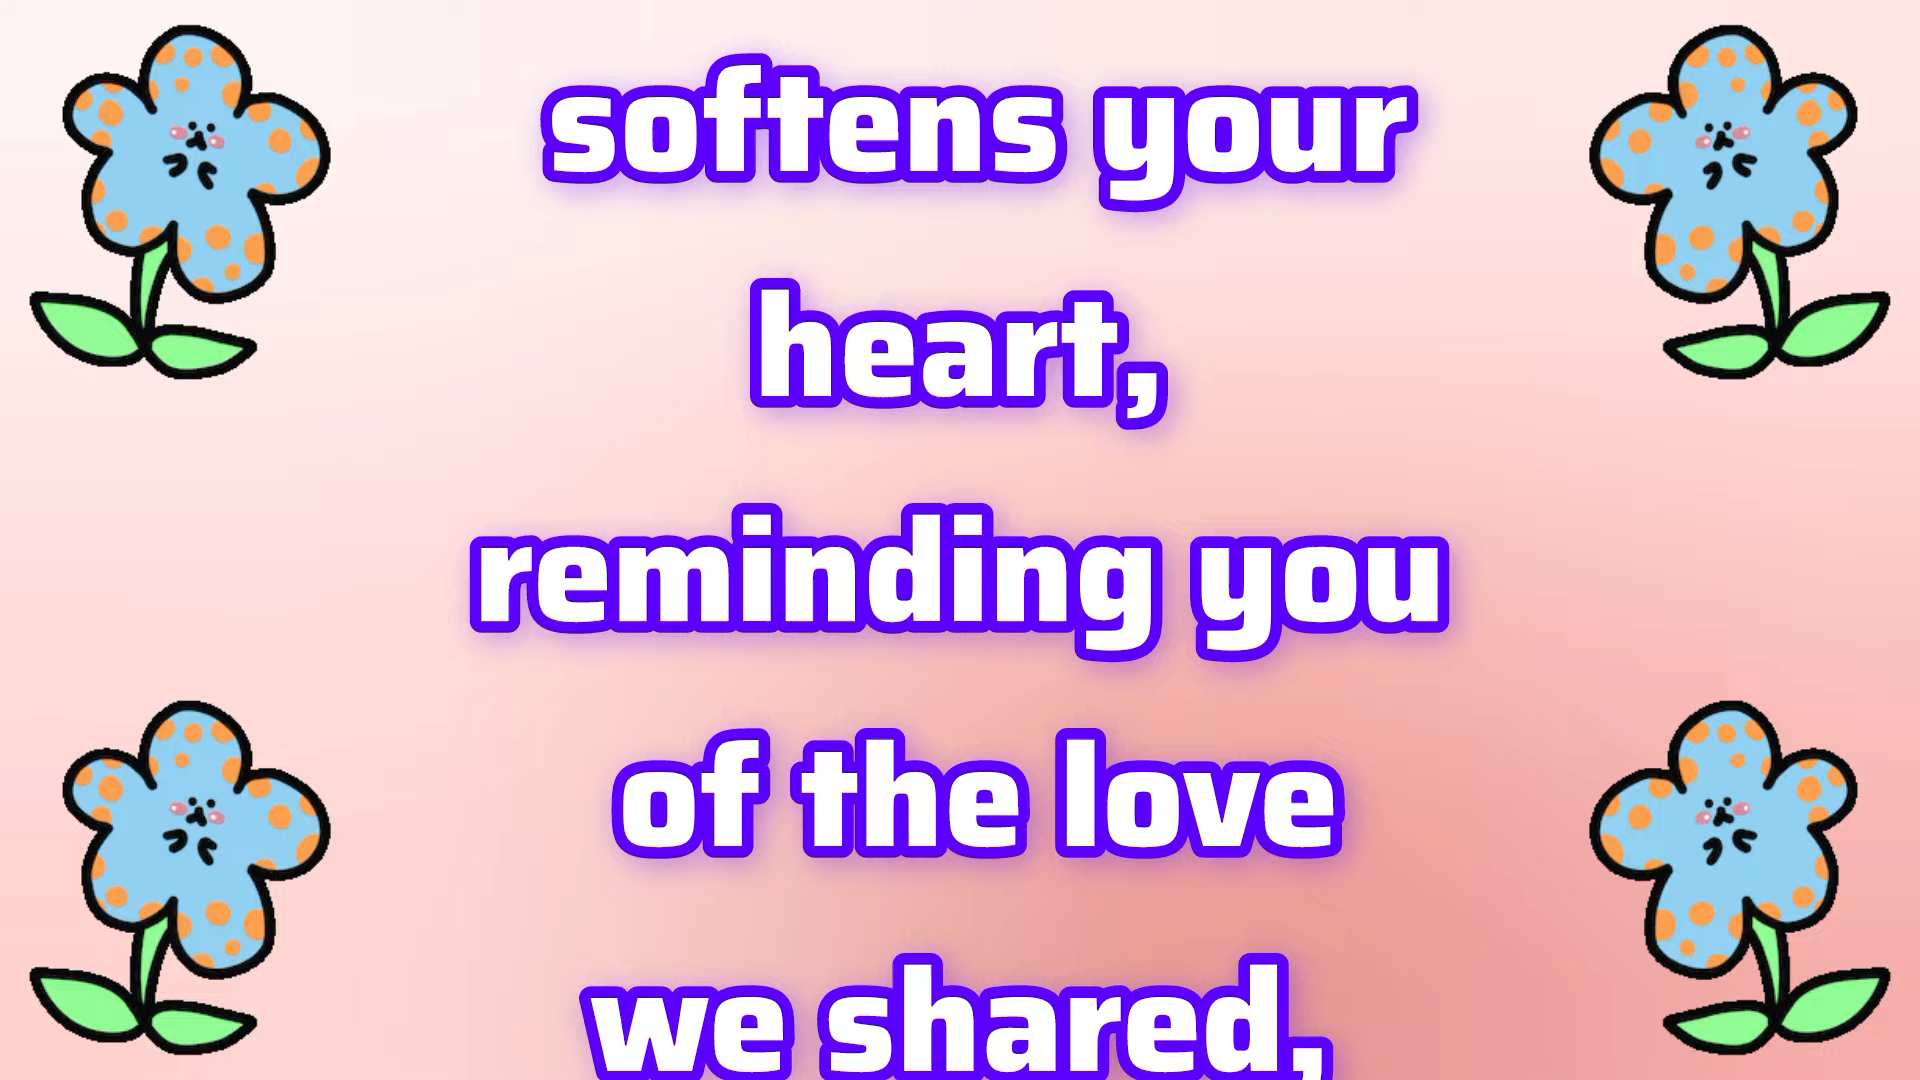 softens your
heart,
reminding you
of the love
we shared,